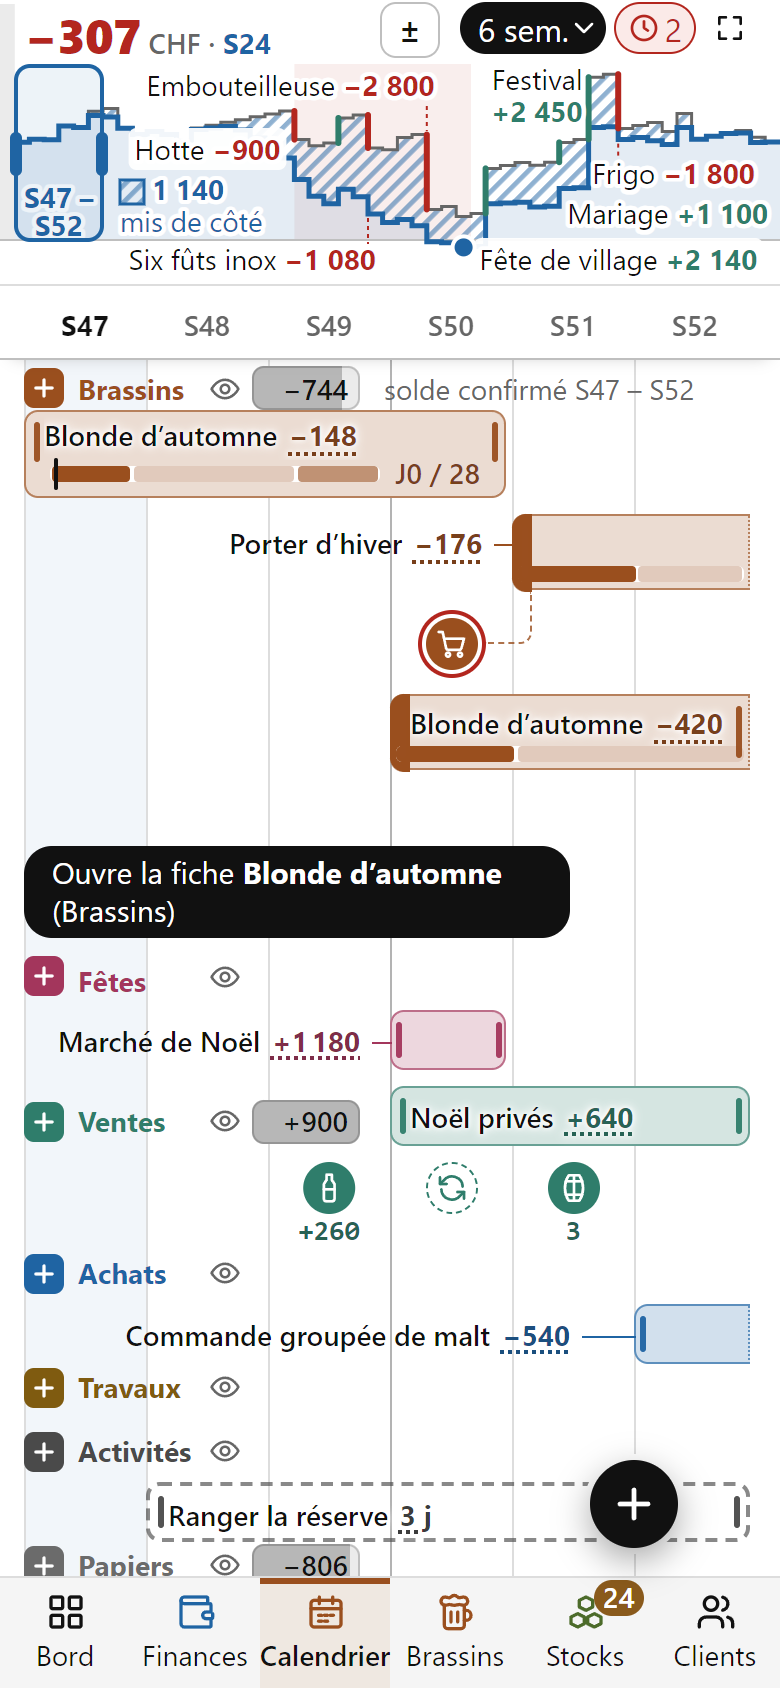 −307 CHF · S24
±
6 sem.
2
Embouteilleuse −2 800
Festival
+2 450
Hotte −900
1 140
mis de côté
S47 –
S52
Frigo −1 800
Mariage +1 100
Six fûts inox −1 080
Fête de village +2 140
S47 S48 S49 S50 S51 S52
Brassins −744 solde confirmé S47 – S52
Blonde d’automne −148
J0 / 28
Porter d’hiver −176
Blonde d’automne −420
Ouvre la fiche Blonde d’automne
(Brassins)
Fêtes
Marché de Noël +1 180
Ventes +900 Noël privés +640
+260 3
Achats
Commande groupée de malt −540
Travaux
Activités
Ranger la réserve 3 j
+
Papiers −806
24
Bord Finances Calendrier Brassins Stocks Clients